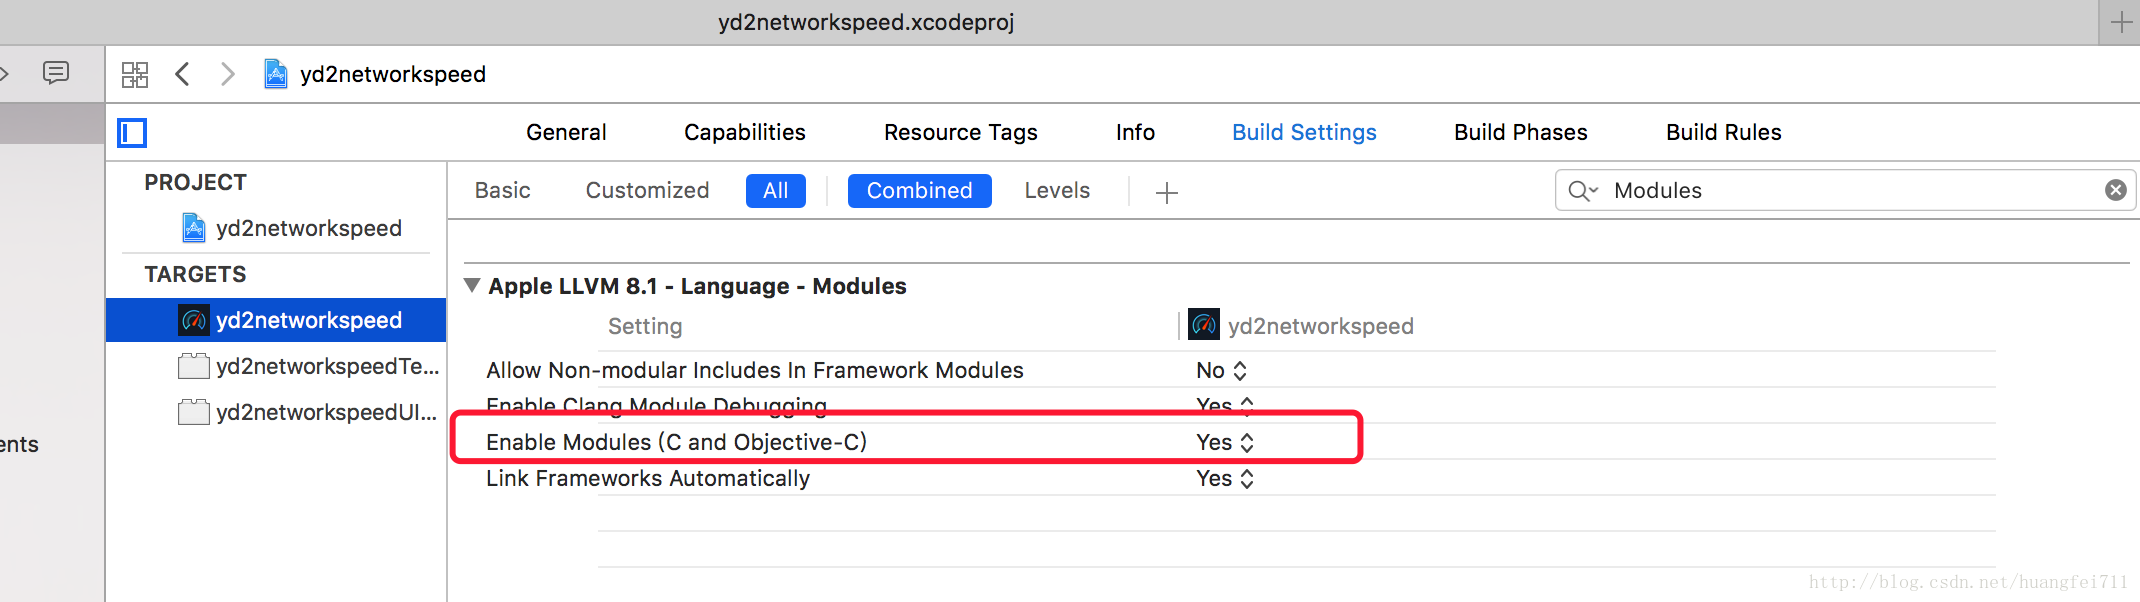 yd2networkspeed.xcodeproj
yd2networkspeed
General Capabilities Resource Tags Info Build Settings Build Phases Build Rules
PROJECT
yd2networkspeed
TARGETS
yd2networkspeed
yd2networkspeedTe...
yd2networkspeedUI...
ents
Basic Customized All Combined Levels
Modules
Apple LLVM 8.1 - Language - Modules
Setting yd2networkspeed
Allow Non-modular Includes In Framework Modules No
Enable Clang Module Debugging Yes
Enable Modules (C and Objective-C) Yes
Link Frameworks Automatically Yes
http://blog.csdn.net/huangfei711